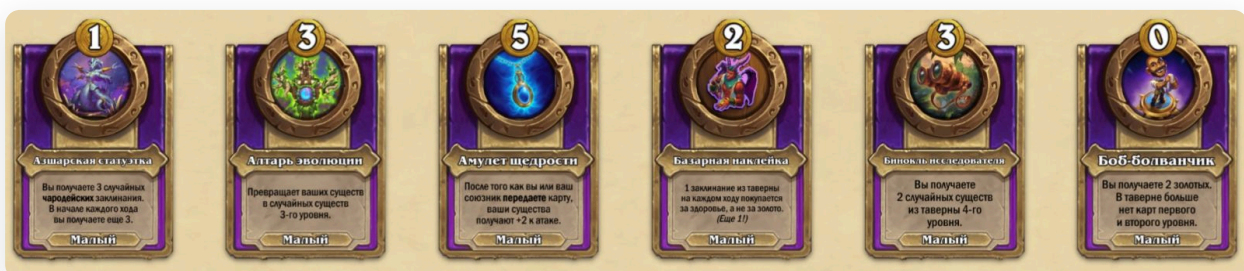 1
Азшарская статуэтка
Вы получаете 3 случайных
чародейских заклинания.
В начале каждого хода
вы получаете еще 3.
Малый
3
Алтарь эволюции
Превращает ваших существ
в случайных существ
3-го уровня.
Малый
5
Амулет щедрости
После того как вы или ваш
союзник передаете карту,
ваши существа
получают +2 к атаке.
Малый
2
Базарная наклейка
1 заклинание из таверны
на каждом ходу покупается
за здоровье, а не за золото.
(Еще 1!)
Малый
3
Бинокль исследователя
Вы получаете
2 случайных существ
из таверны 4-го
уровня.
Малый
0
Боб-болванчик
Вы получаете 2 золотых.
В таверне больше
нет карт первого
и второго уровня.
Малый